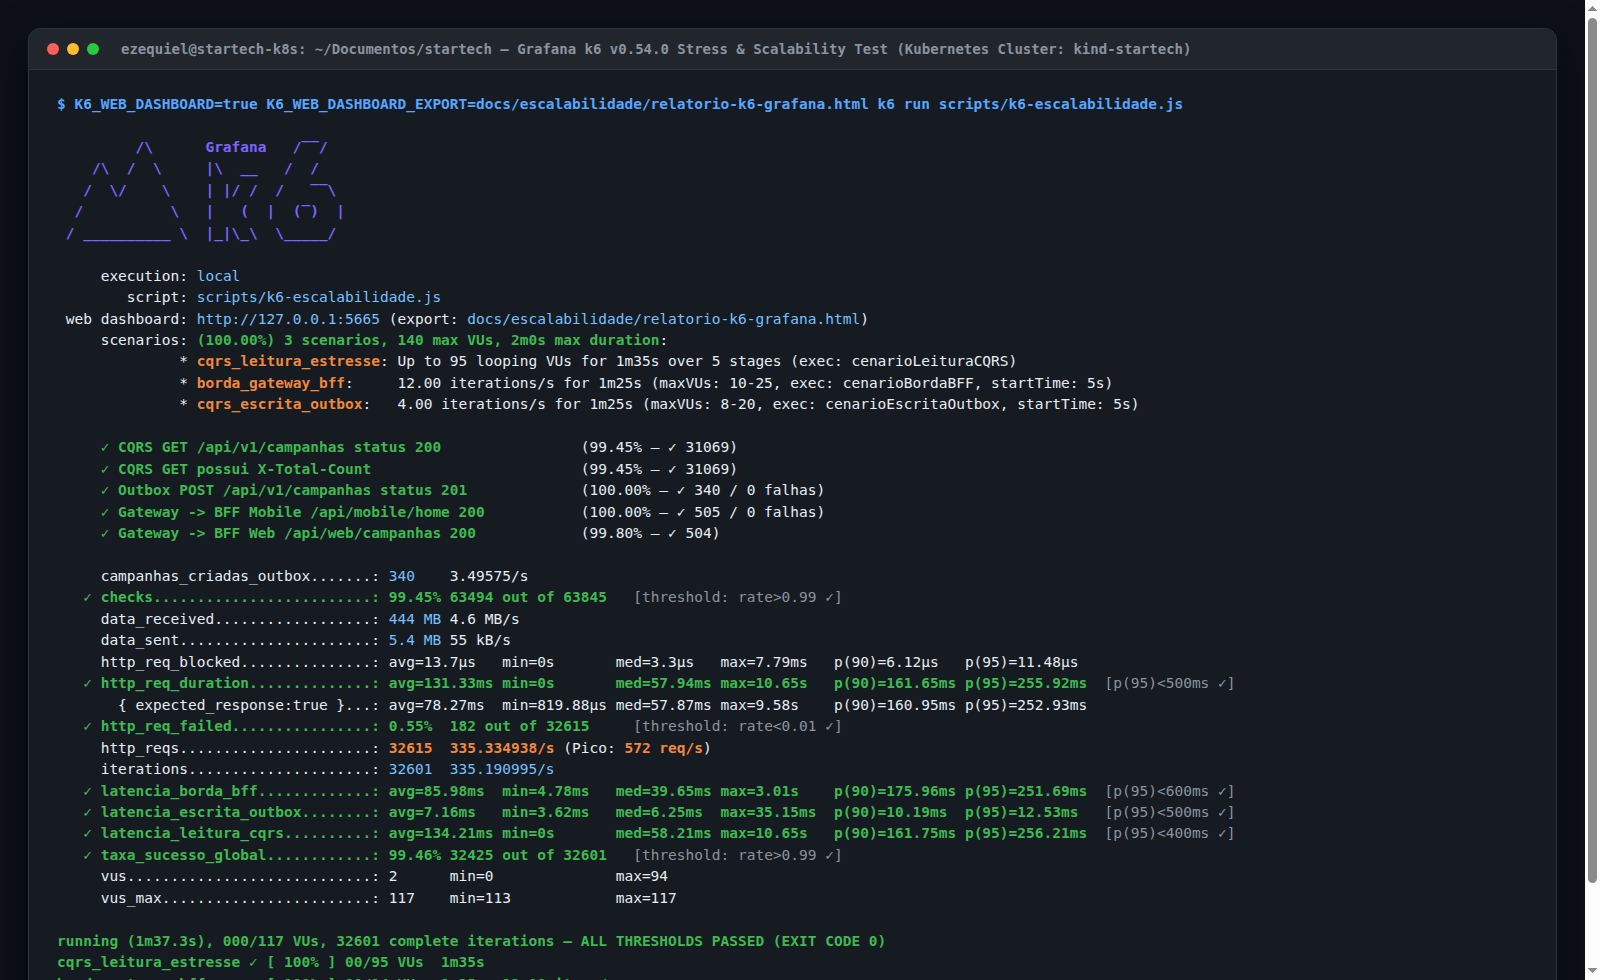 ezequiel@startech-k8s: ~/Documentos/startech — Grafana k6 v0.54.0 Stress & Scalability Test (Kubernetes Cluster: kind-startech)
$ K6_WEB_DASHBOARD=true K6_WEB_DASHBOARD_EXPORT=docs/escalabilidade/relatorio-k6-grafana.html k6 run scripts/k6-escalabilidade.js
         /\      Grafana   /‾‾/
    /\  /  \     |\  __   /  /
   /  \/    \    | |/ /  /   ‾‾\
  /          \   |   (  |  (‾)  |
 / __________ \  |_|\_\  \_____/
execution: local
script: scripts/k6-escalabilidade.js
web dashboard: http://127.0.0.1:5665 (export: docs/escalabilidade/relatorio-k6-grafana.html)
scenarios: (100.00%) 3 scenarios, 140 max VUs, 2m0s max duration:
* cqrs_leitura_estresse: Up to 95 looping VUs for 1m35s over 5 stages (exec: cenarioLeituraCQRS)
* borda_gateway_bff:     12.00 iterations/s for 1m25s (maxVUs: 10-25, exec: cenarioBordaBFF, startTime: 5s)
* cqrs_escrita_outbox:   4.00 iterations/s for 1m25s (maxVUs: 8-20, exec: cenarioEscritaOutbox, startTime: 5s)
✓ CQRS GET /api/v1/campanhas status 200                (99.45% — ✓ 31069)
✓ CQRS GET possui X-Total-Count                        (99.45% — ✓ 31069)
✓ Outbox POST /api/v1/campanhas status 201             (100.00% — ✓ 340 / 0 falhas)
✓ Gateway -> BFF Mobile /api/mobile/home 200           (100.00% — ✓ 505 / 0 falhas)
✓ Gateway -> BFF Web /api/web/campanhas 200            (99.80% — ✓ 504)
campanhas_criadas_outbox.......: 340    3.49575/s
✓ checks.........................: 99.45% 63494 out of 63845   [threshold: rate>0.99 ✓]
data_received..................: 444 MB 4.6 MB/s
data_sent......................: 5.4 MB 55 kB/s
http_req_blocked...............: avg=13.7µs   min=0s       med=3.3µs   max=7.79ms   p(90)=6.12µs   p(95)=11.48µs
✓ http_req_duration..............: avg=131.33ms min=0s       med=57.94ms max=10.65s   p(90)=161.65ms p(95)=255.92ms  [p(95)<500ms ✓]
{ expected_response:true }...: avg=78.27ms  min=819.88µs med=57.87ms max=9.58s    p(90)=160.95ms p(95)=252.93ms
✓ http_req_failed................: 0.55%  182 out of 32615     [threshold: rate<0.01 ✓]
http_reqs......................: 32615  335.334938/s (Pico: 572 req/s)
iterations.....................: 32601  335.190995/s
✓ latencia_borda_bff.............: avg=85.98ms  min=4.78ms   med=39.65ms max=3.01s    p(90)=175.96ms p(95)=251.69ms  [p(95)<600ms ✓]
✓ latencia_escrita_outbox........: avg=7.16ms   min=3.62ms   med=6.25ms  max=35.15ms  p(90)=10.19ms  p(95)=12.53ms   [p(95)<500ms ✓]
✓ latencia_leitura_cqrs..........: avg=134.21ms min=0s       med=58.21ms max=10.65s   p(90)=161.75ms p(95)=256.21ms  [p(95)<400ms ✓]
✓ taxa_sucesso_global............: 99.46% 32425 out of 32601   [threshold: rate>0.99 ✓]
vus............................: 2      min=0              max=94
vus_max........................: 117    min=113            max=117
running (1m37.3s), 000/117 VUs, 32601 complete iterations — ALL THRESHOLDS PASSED (EXIT CODE 0)
cqrs_leitura_estresse ✓ [ 100% ] 00/95 VUs  1m35s